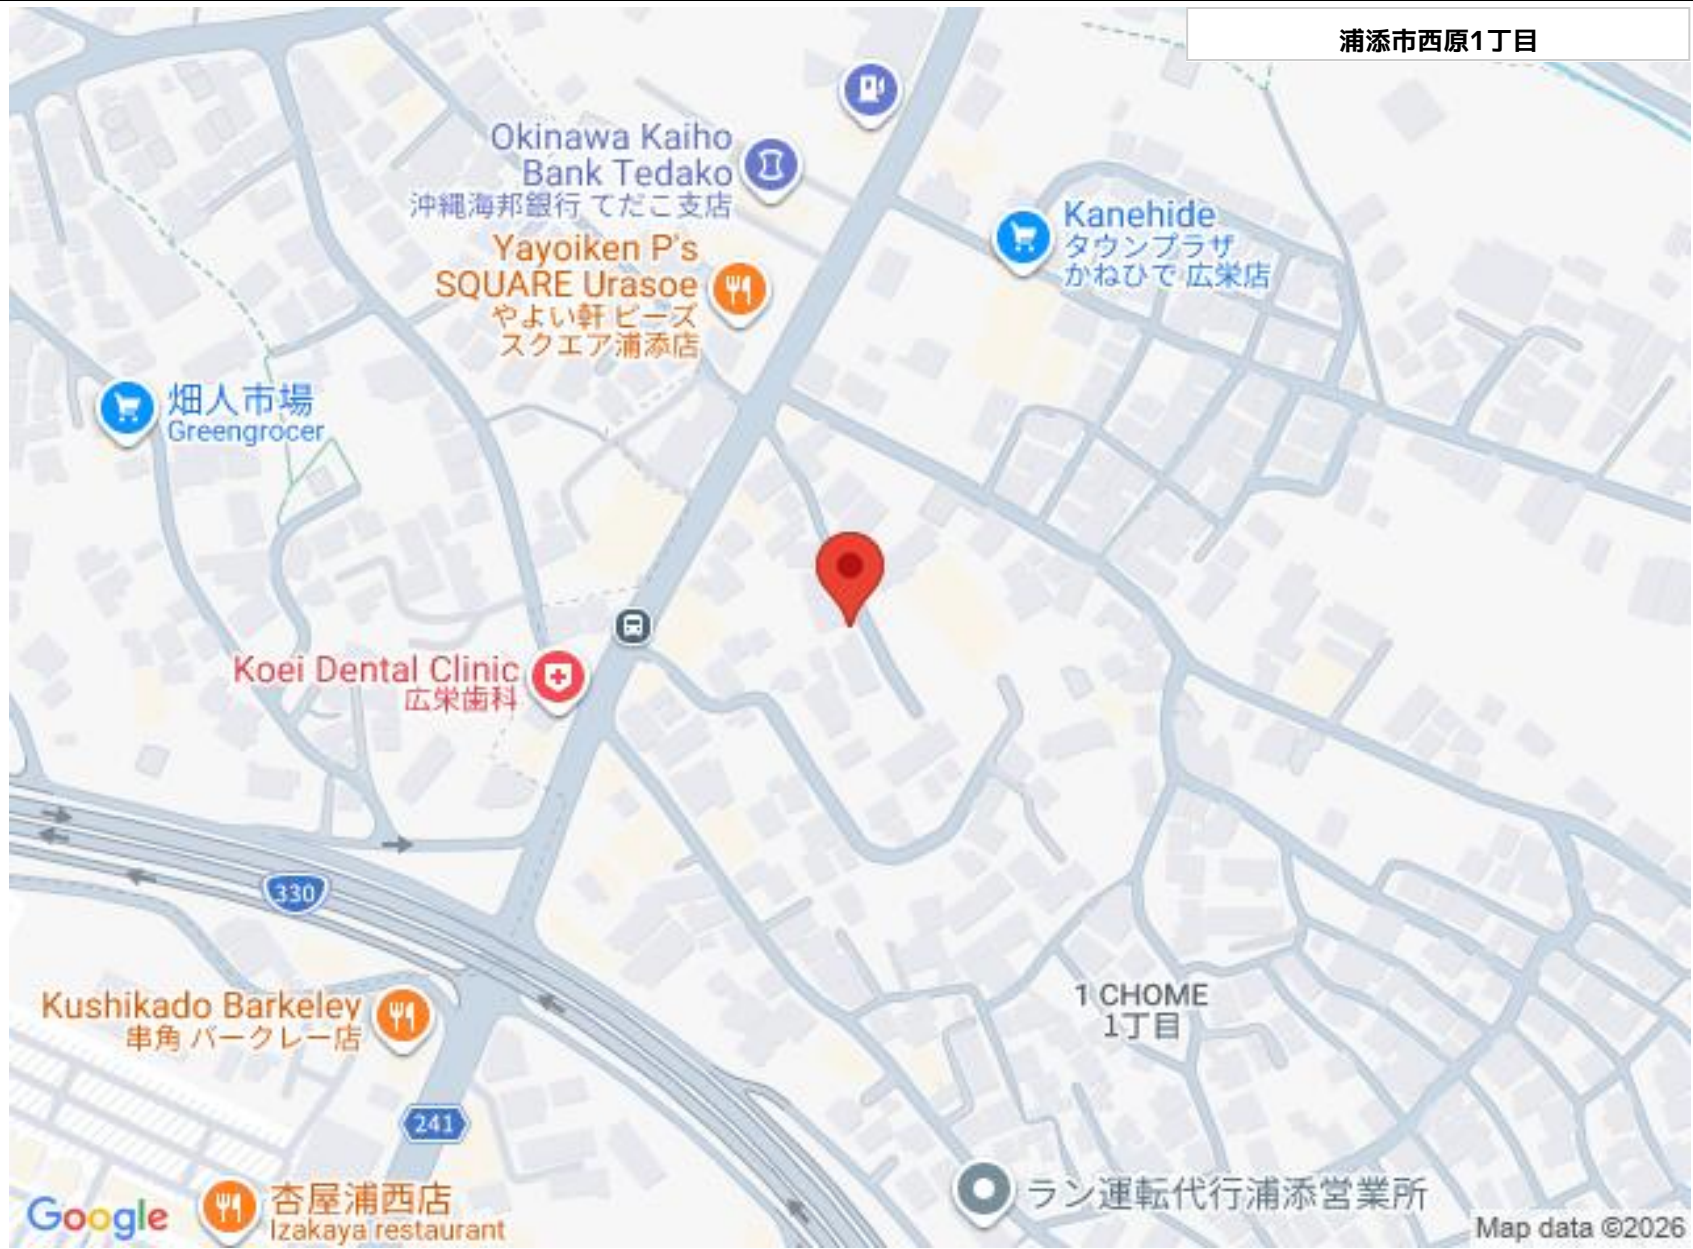 浦添市西原1丁目
Okinawa Kaiho
Bank Tedako
沖縄海邦銀行 てだこ支店
Kanehide
タウンプラザ
かねひで 広栄店
Yayoiken P's
SQUARE Urasoe
やよい軒 ピーズ
スクエア浦添店
畑人市場
Greengrocer
Koei Dental Clinic
広栄歯科
330
Kushikado Barkeley
串角 バークレー店
1 CHOME
1丁目
241
杏屋浦西店
Izakaya restaurant
ラン運転代行浦添営業所
Google
Map data ©2026